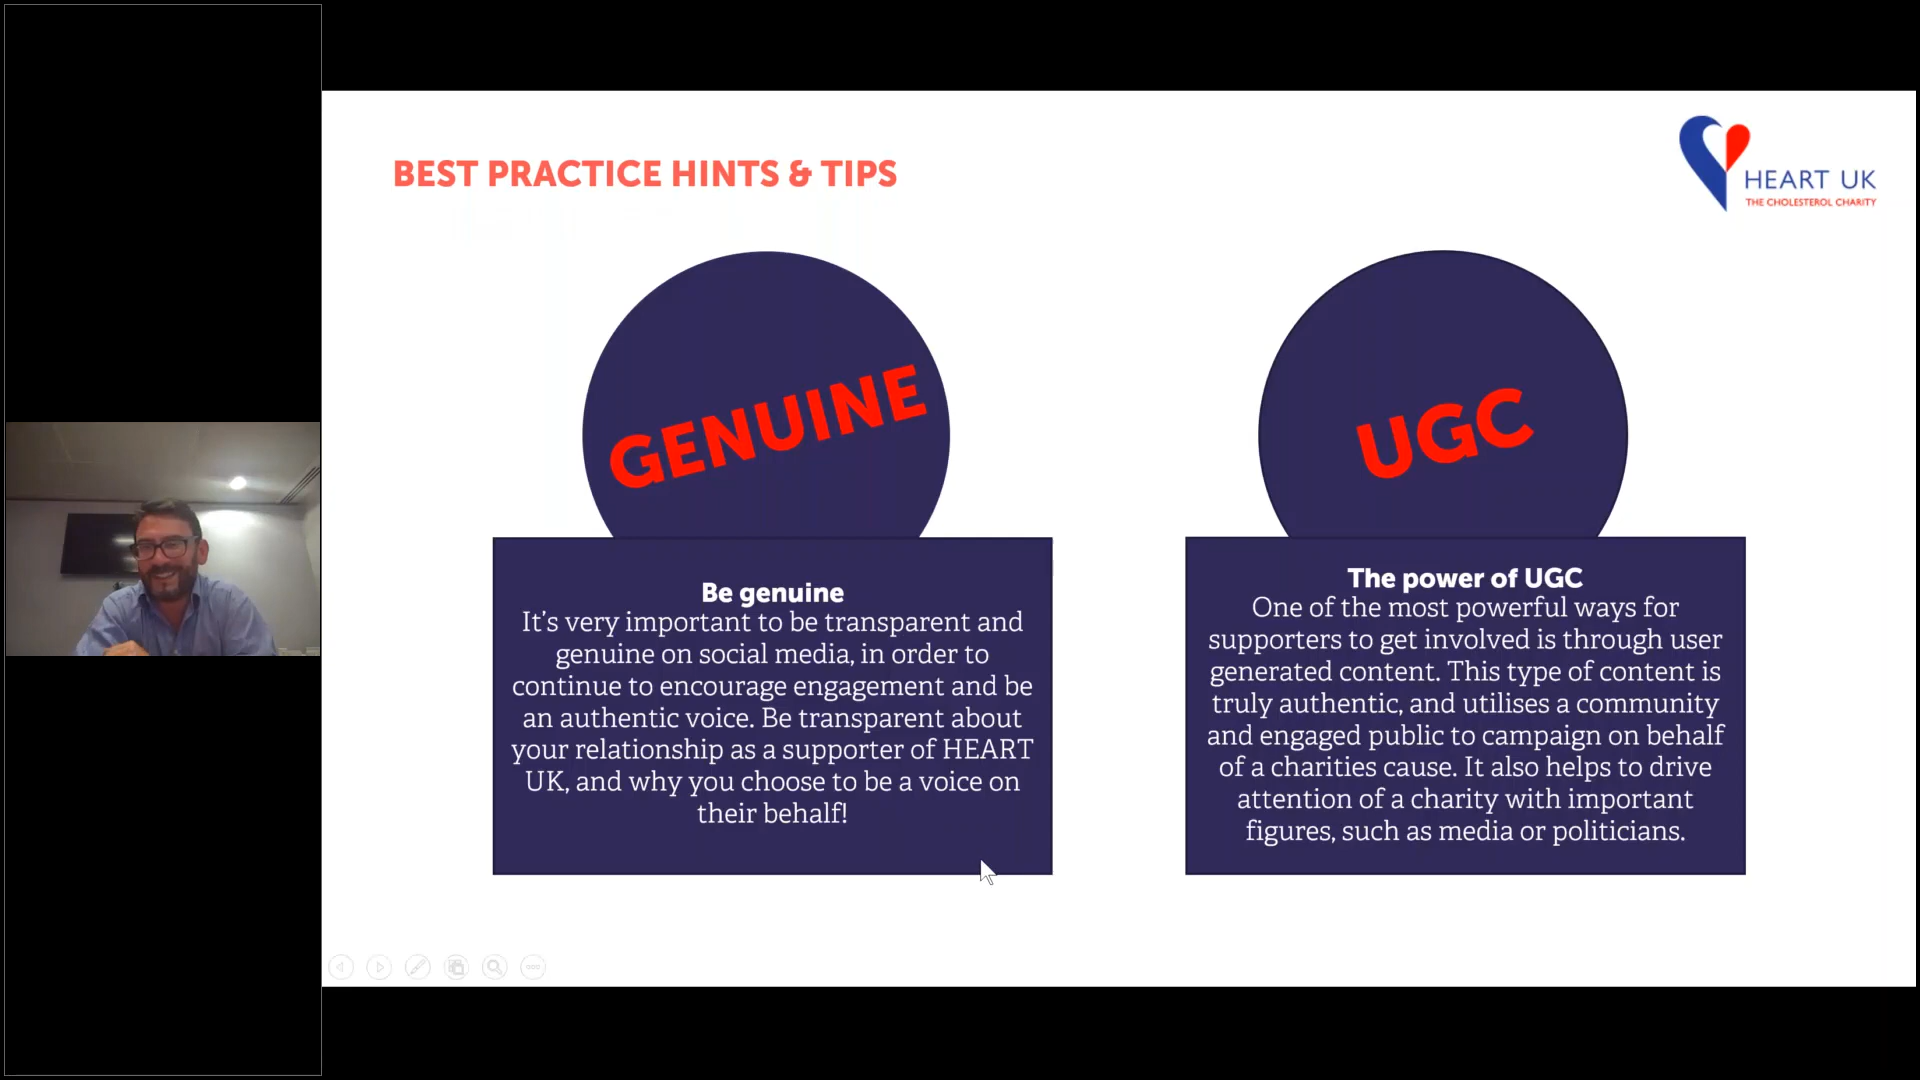 BEST PRACTICE HINTS & TIPS
HEART UK
THE CHOLESTEROL CHARITY
GENUINE
Be genuine
It's very important to be transparent and
genuine on social media, in order to
continue to encourage engagement and be
an authentic voice. Be transparent about
your relationship as a supporter of HEART
UK, and why you choose to be a voice on
their behalf!
UGC
The power of UGC
One of the most powerful ways for
supporters to get involved is through user
generated content. This type of content is
truly authentic, and utilises a community
and engaged public to campaign on behalf
of a charities cause. It also helps to drive
attention of a charity with important
figures, such as media or politicians.